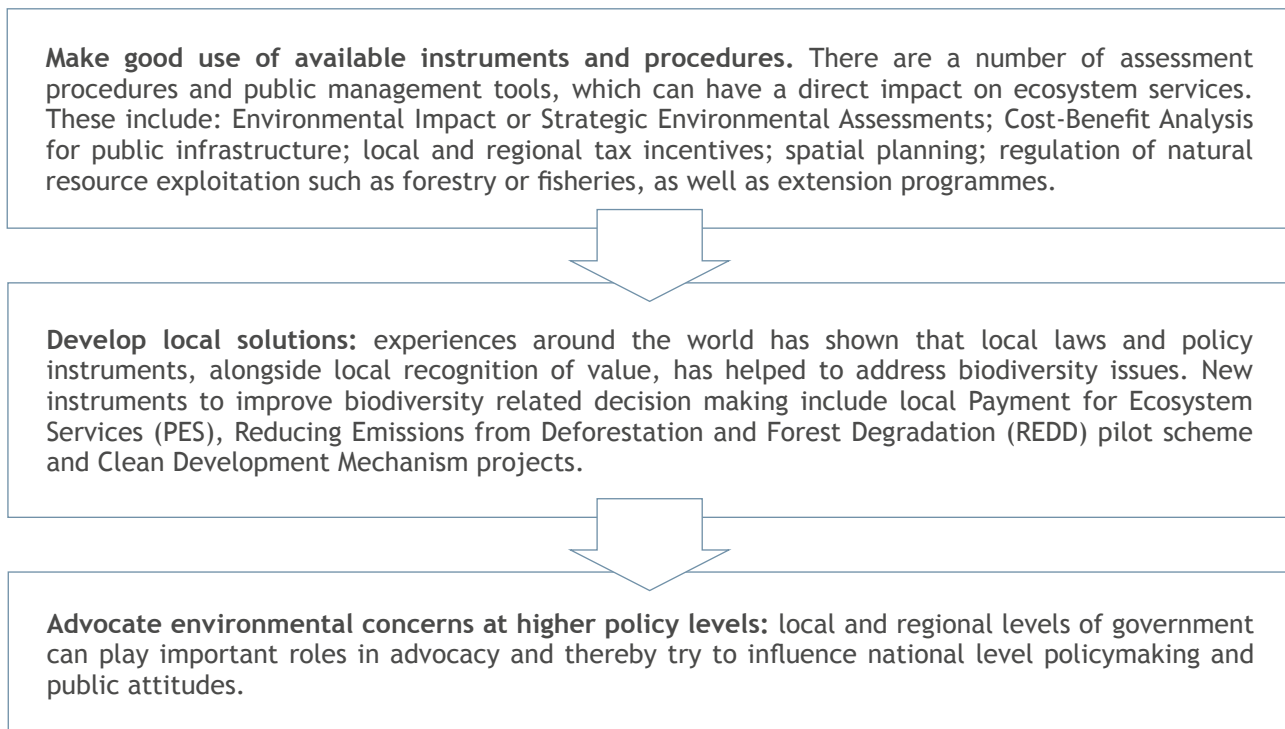 Make good use of available instruments and procedures. There are a number of assessment
procedures and public management tools, which can have a direct impact on ecosystem services.
These include: Environmental Impact or Strategic Environmental Assessments; Cost-Benefit Analysis
for public infrastructure; local and regional tax incentives; spatial planning; regulation of natural
resource exploitation such as forestry or fisheries, as well as extension programmes.
Develop local solutions: experiences around the world has shown that local laws and policy
instruments, alongside local recognition of value, has helped to address biodiversity issues. New
instruments to improve biodiversity related decision making include local Payment for Ecosystem
Services (PES), Reducing Emissions from Deforestation and Forest Degradation (REDD) pilot scheme
and Clean Development Mechanism projects.
Advocate environmental concerns at higher policy levels: local and regional levels of government
can play important roles in advocacy and thereby try to influence national level policymaking and
public attitudes.